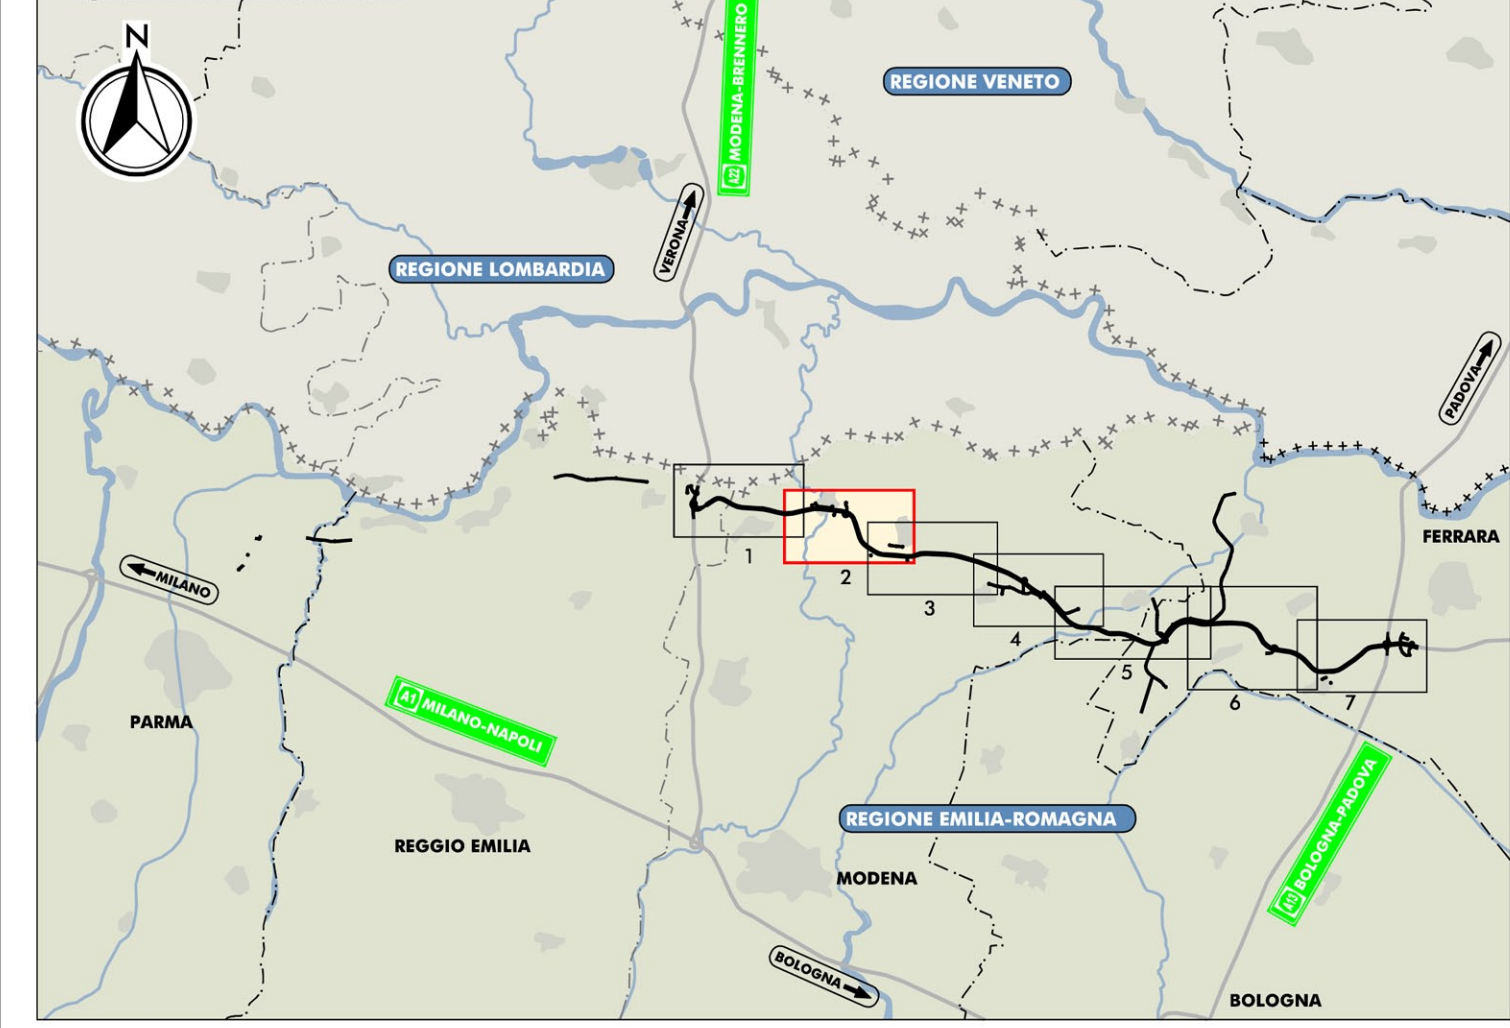 N
A22 MODENA-BRENNERO
REGIONE VENETO
VERONA
REGIONE LOMBARDIA
PADOVA
FERRARA
1
2
3
4
5
6
7
MILANO
PARMA
A1 MILANO-NAPOLI
REGGIO EMILIA
REGIONE EMILIA-ROMAGNA
A13 BOLOGNA-PADOVA
MODENA
BOLOGNA
BOLOGNA